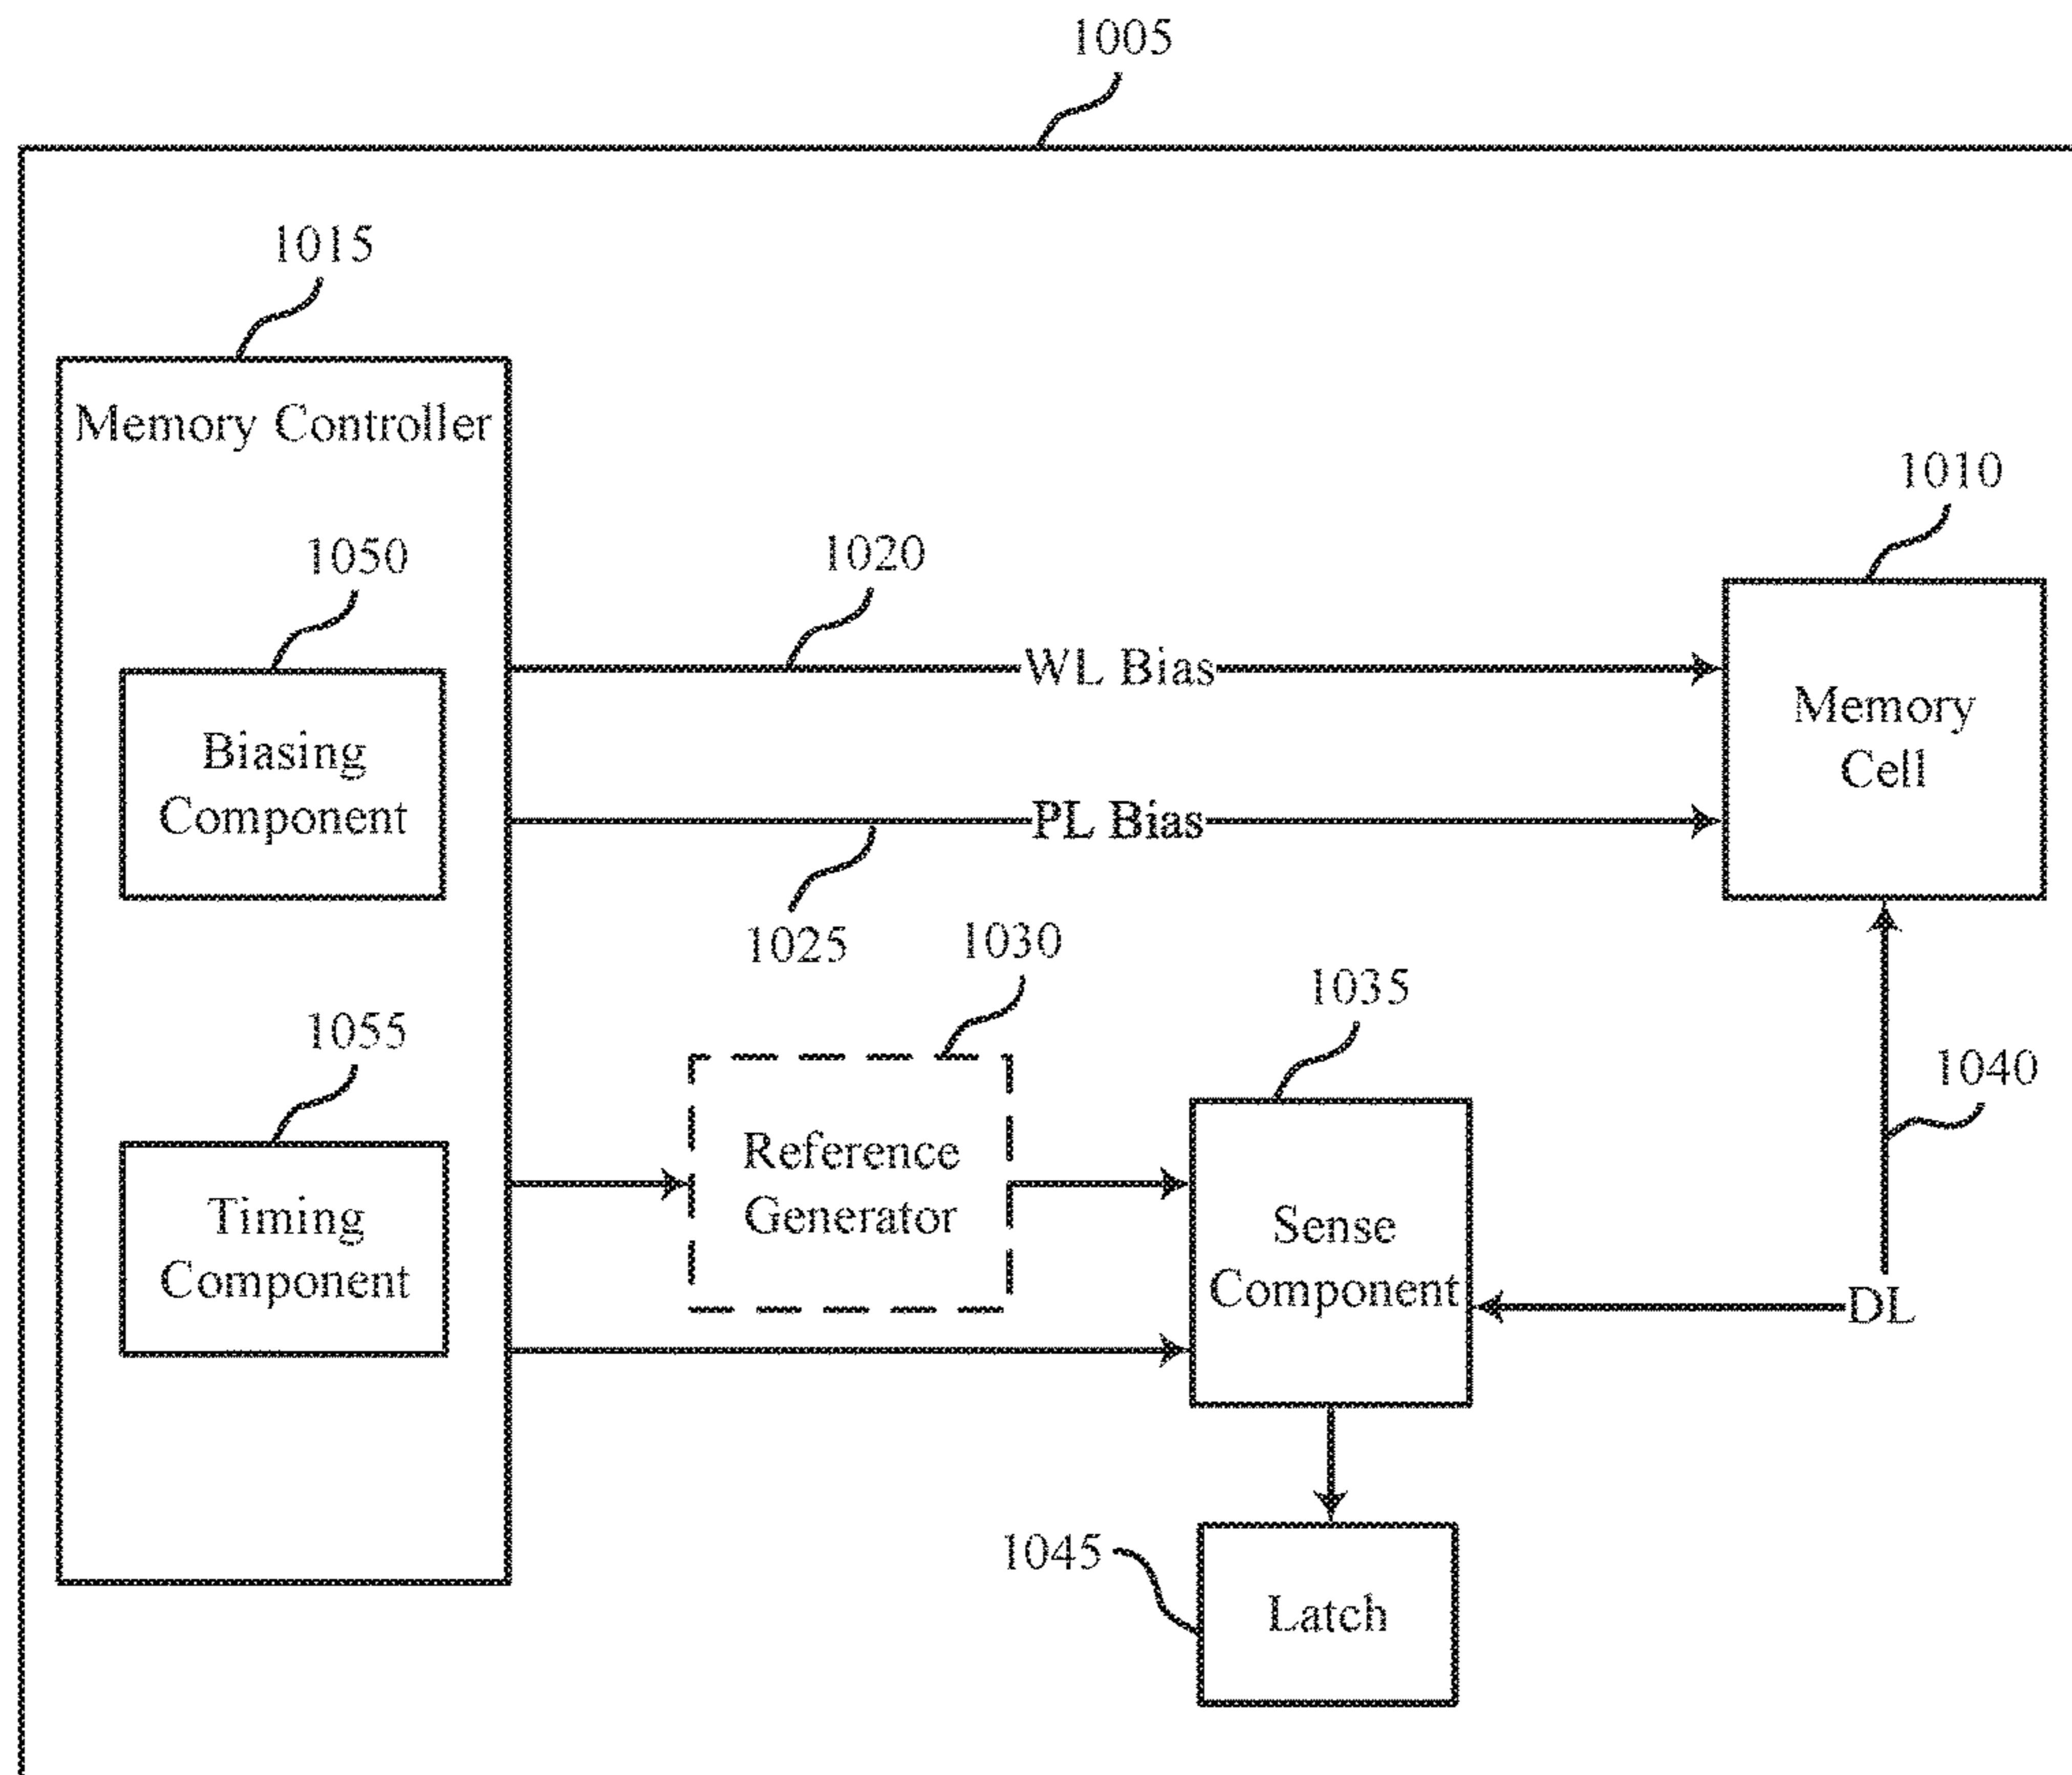 1005
1015
Memory Controller
1010
1050
1020
WL Bias
Memory
Cell
Biasing
Component
PL Bias
1025
1030
1035
1055
1040
Reference
Generator
Sense
Component
Timing
Component
DL
1045
Latch